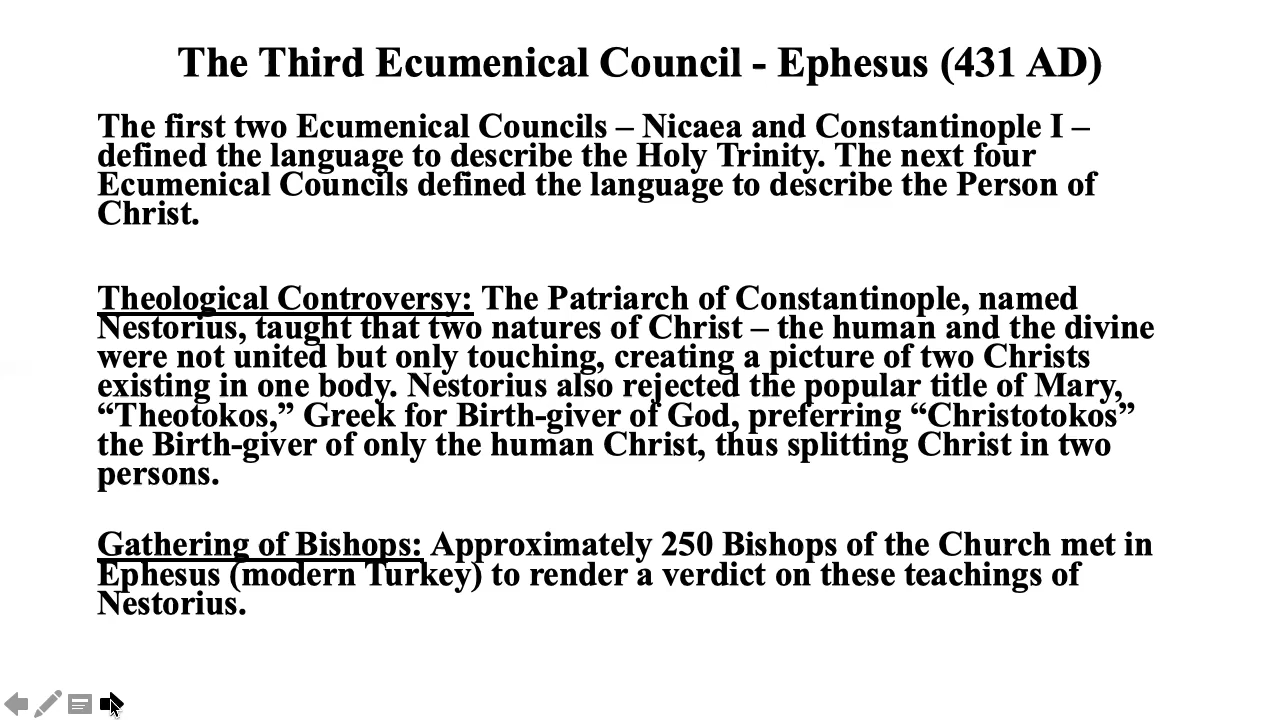 The Third Ecumenical Council - Ephesus (431 AD)
The first two Ecumenical Councils – Nicaea and Constantinople I –
defined the language to describe the Holy Trinity. The next four
Ecumenical Councils defined the language to describe the Person of
Christ.
Theological Controversy: The Patriarch of Constantinople, named
Nestorius, taught that two natures of Christ – the human and the divine
were not united but only touching, creating a picture of two Christs
existing in one body. Nestorius also rejected the popular title of Mary,
“Theotokos,” Greek for Birth-giver of God, preferring “Christotokos”
the Birth-giver of only the human Christ, thus splitting Christ in two
persons.
Gathering of Bishops: Approximately 250 Bishops of the Church met in
Ephesus (modern Turkey) to render a verdict on these teachings of
Nestorius.